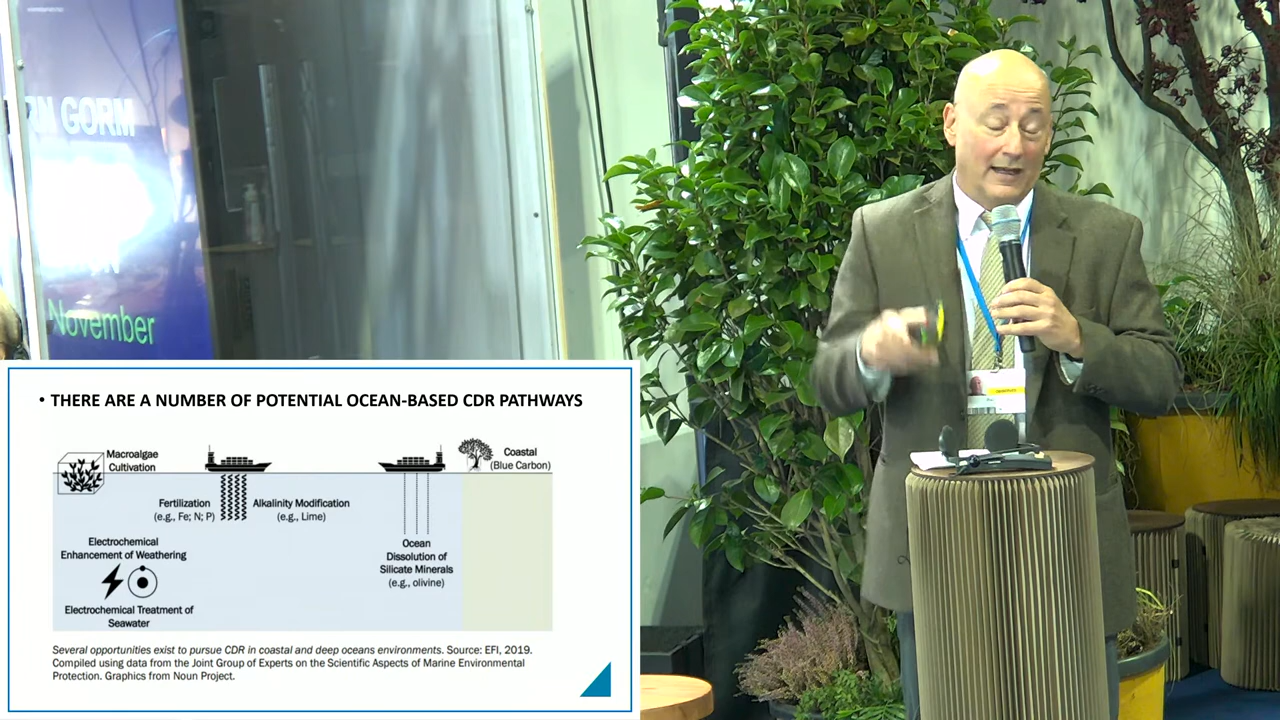 GORM
November
• THERE ARE A NUMBER OF POTENTIAL OCEAN-BASED CDR PATHWAYS
Macroalgae
Cultivation
Coastal
(Blue Carbon)
Fertilization
(e.g., Fe; N; P)
Alkalinity Modification
(e.g., Lime)
Electrochemical
Enhancement of Weathering
Ocean
Dissolution of
Silicate Minerals
(e.g., olivine)
Electrochemical Treatment of
Seawater
Several opportunities exist to pursue CDR in coastal and deep oceans environments. Source: EFI, 2019.
Compiled using data from the Joint Group of Experts on the Scientific Aspects of Marine Environmental
Protection. Graphics from Noun Project.